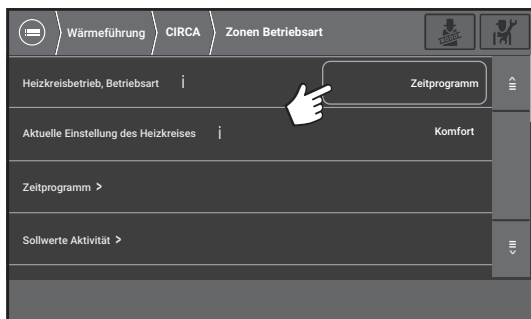 Wärmeführung CIRCA Zonen Betriebsart
Heizkreisbetrieb, Betriebsart i Zeitprogramm
Aktuelle Einstellung des Heizkreises i Komfort
Zeitprogramm >
Sollwerte Aktivität >